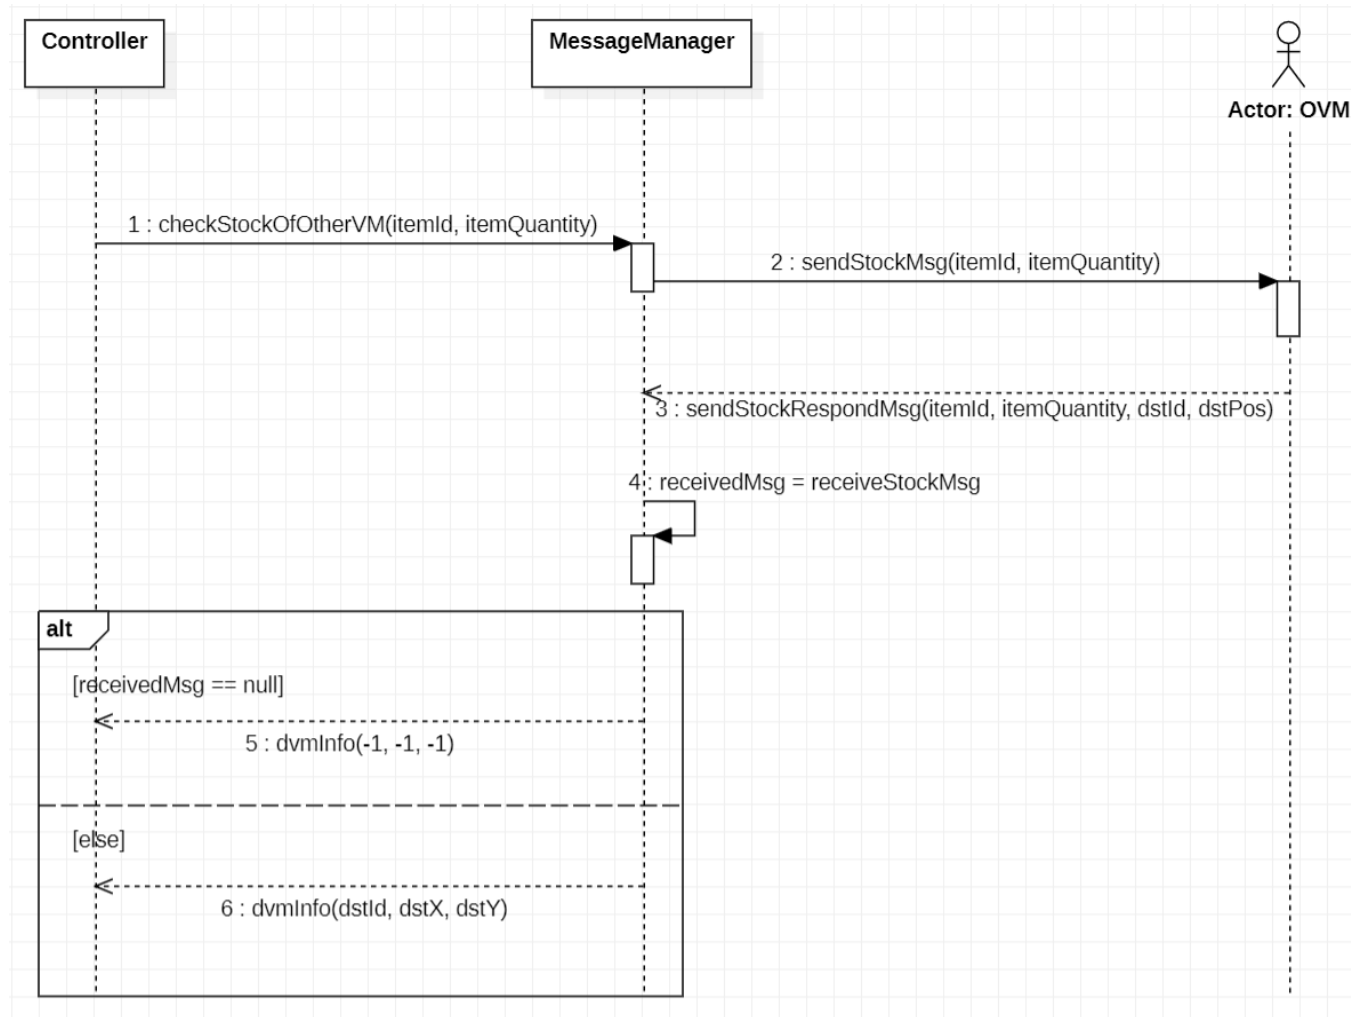 Controller
MessageManager
Actor: OVM
1 : checkStockOfOtherVM(itemId, itemQuantity)
2 : sendStockMsg(itemId, itemQuantity)
3 : sendStockRespondMsg(itemId, itemQuantity, dstId, dstPos)
4 : receivedMsg = receiveStockMsg
alt
[receivedMsg == null]
5 : dvmInfo(-1, -1, -1)
[else]
6 : dvmInfo(dstId, dstX, dstY)